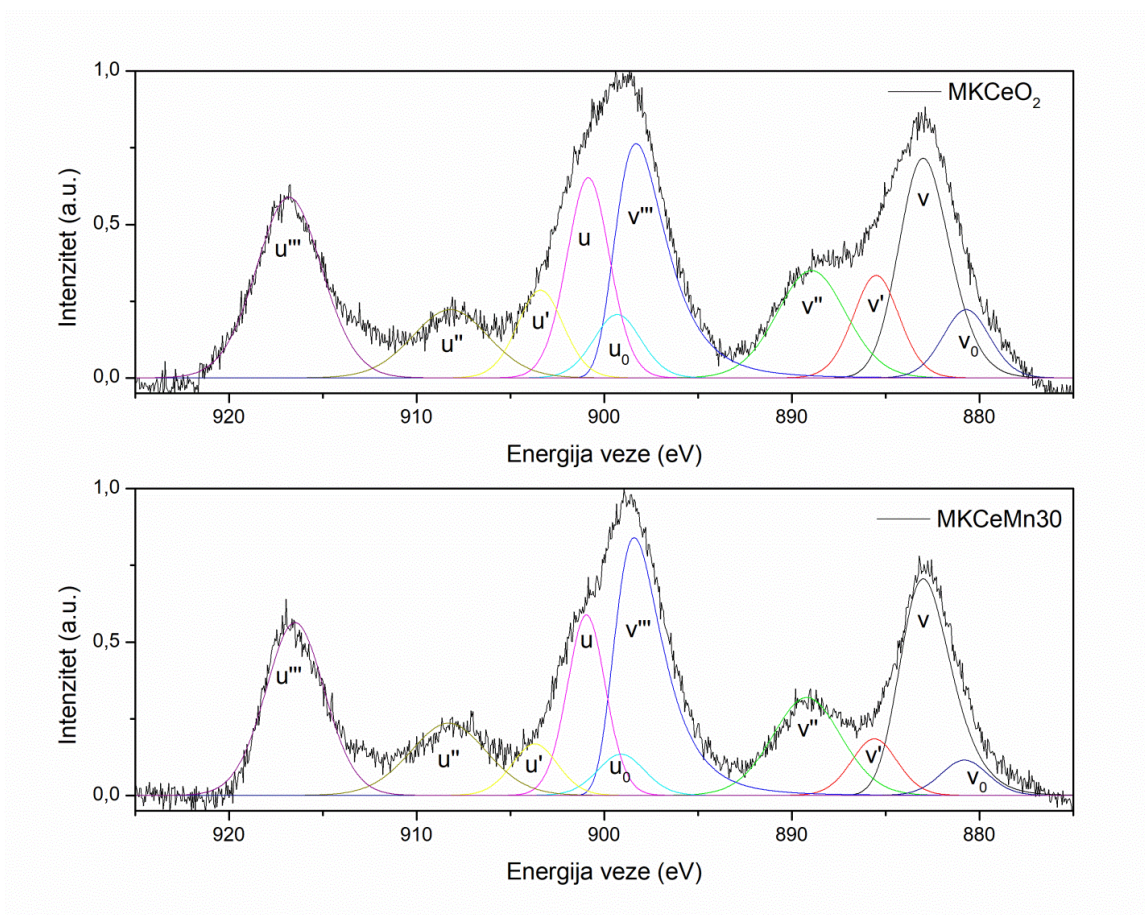 1,0
MKCeO₂
Intenzitet (a.u.)
0,5
0,0
u'''
u''
u'
u
u₀
v'''
v''
v'
v
v₀
920
910
900
890
880
Energija veze (eV)
1,0
MKCeMn30
Intenzitet (a.u.)
0,5
0,0
u'''
u''
u'
u
u₀
v'''
v''
v'
v
v₀
920
910
900
890
880
Energija veze (eV)